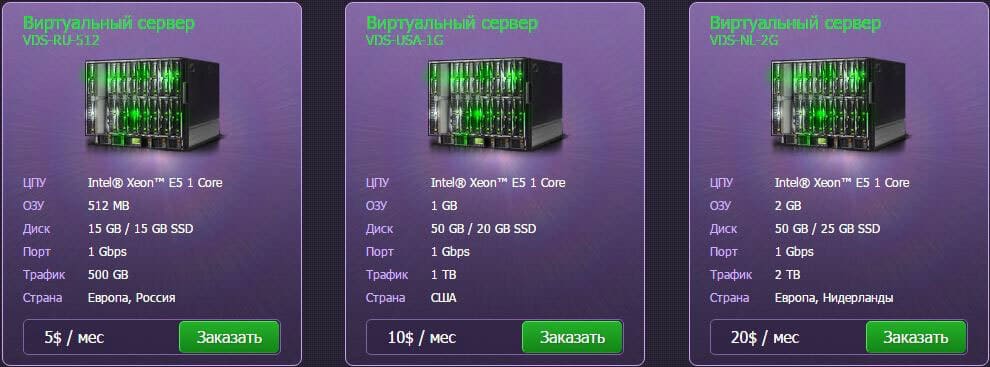 Виртуальный сервер
VDS-RU-512
ЦПУ Intel® Xeon™ E5 1 Core
ОЗУ 512 MB
Диск 15 GB / 15 GB SSD
Порт 1 Gbps
Трафик 500 GB
Страна Европа, Россия
5$ / мес Заказать
Виртуальный сервер
VDS-USA-1G
ЦПУ Intel® Xeon™ E5 1 Core
ОЗУ 1 GB
Диск 50 GB / 20 GB SSD
Порт 1 Gbps
Трафик 1 TB
Страна США
10$ / мес Заказать
Виртуальный сервер
VDS-NL-2G
ЦПУ Intel® Xeon™ E5 1 Core
ОЗУ 2 GB
Диск 50 GB / 25 GB SSD
Порт 1 Gbps
Трафик 2 TB
Страна Европа, Нидерланды
20$ / мес Заказать